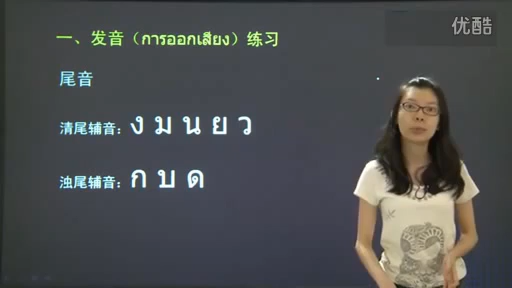 优酷
一、发音（การออกเสียง）练习
尾音
清尾辅音：ง ม น ย ว
浊尾辅音：ก บ ด